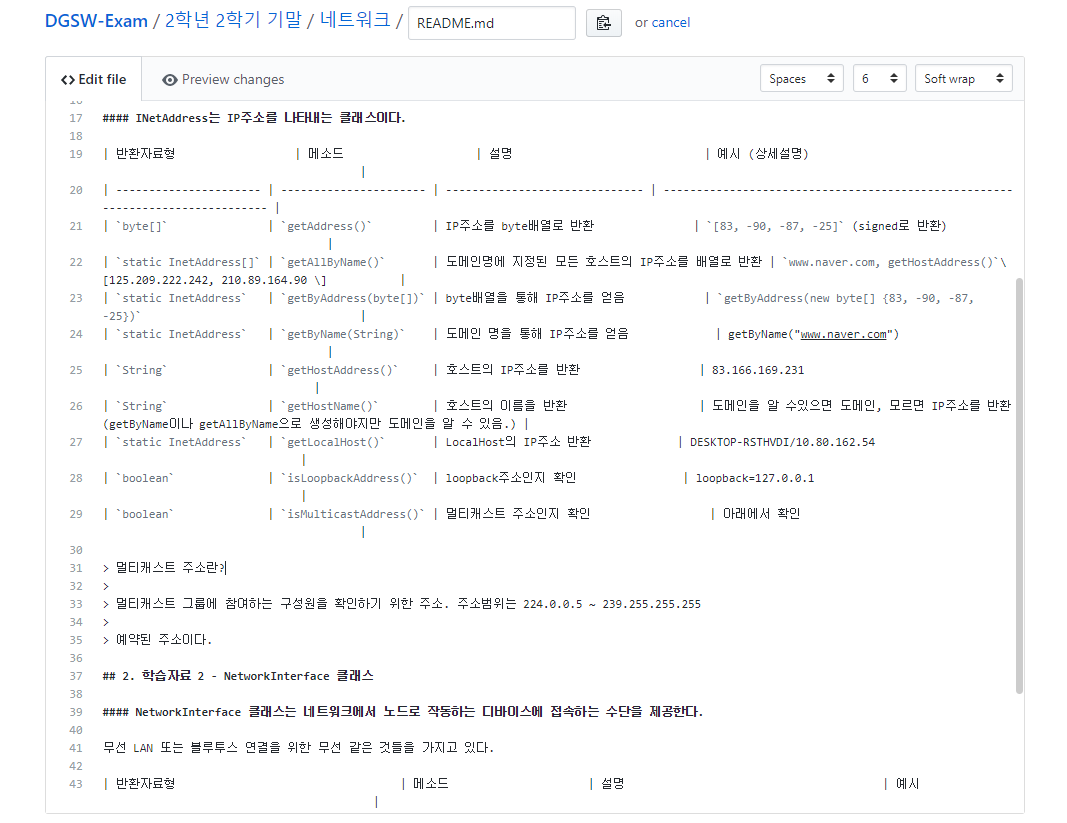 DGSW-Exam / 2학년 2학기 기말 / 네트워크 / README.md or cancel
<> Edit file Preview changes Spaces 6 Soft wrap
17 #### INetAddress는 IP주소를 나타내는 클래스이다.
18
19 | 반환자료형 | 메소드 | 설명 | 예시 (상세설명)
|
20 | ---------------------- | ---------------------- | ------------------------------ | -----------------------------------------------------
------------------------- |
21 | `byte[]` | `getAddress()` | IP주소를 byte배열로 반환 | `[83, -90, -87, -25]` (signed로 반환)
|
22 | `static InetAddress[]` | `getAllByName()` | 도메인명에 지정된 모든 호스트의 IP주소를 배열로 반환 | `www.naver.com, getHostAddress()`\
[125.209.222.242, 210.89.164.90 \] |
23 | `static InetAddress` | `getByAddress(byte[])` | byte배열을 통해 IP주소를 얻음 | `getByAddress(new byte[] {83, -90, -87,
-25})` |
24 | `static InetAddress` | `getByName(String)` | 도메인 명을 통해 IP주소를 얻음 | getByName("www.naver.com")
|
25 | `String` | `getHostAddress()` | 호스트의 IP주소를 반환 | 83.166.169.231
|
26 | `String` | `getHostName()` | 호스트의 이름을 반환 | 도메인을 알 수있으면 도메인, 모르면 IP주소를 반환
(getByName이나 getAllByName으로 생성해야지만 도메인을 알 수 있음.) |
27 | `static InetAddress` | `getLocalHost()` | LocalHost의 IP주소 반환 | DESKTOP-RSTHVDI/10.80.162.54
|
28 | `boolean` | `isLoopbackAddress()` | loopback주소인지 확인 | loopback=127.0.0.1
|
29 | `boolean` | `isMulticastAddress()` | 멀티캐스트 주소인지 확인 | 아래에서 확인
|
30
31 > 멀티캐스트 주소란?
32 >
33 > 멀티캐스트 그룹에 참여하는 구성원을 확인하기 위한 주소. 주소범위는 224.0.0.5 ~ 239.255.255.255
34 >
35 > 예약된 주소이다.
36
37 ## 2. 학습자료 2 - NetworkInterface 클래스
38
39 #### NetworkInterface 클래스는 네트워크에서 노드로 작동하는 디바이스에 접속하는 수단을 제공한다.
40
41 무선 LAN 또는 블루투스 연결을 위한 무선 같은 것들을 가지고 있다.
42
43 | 반환자료형 | 메소드 | 설명 | 예시
|